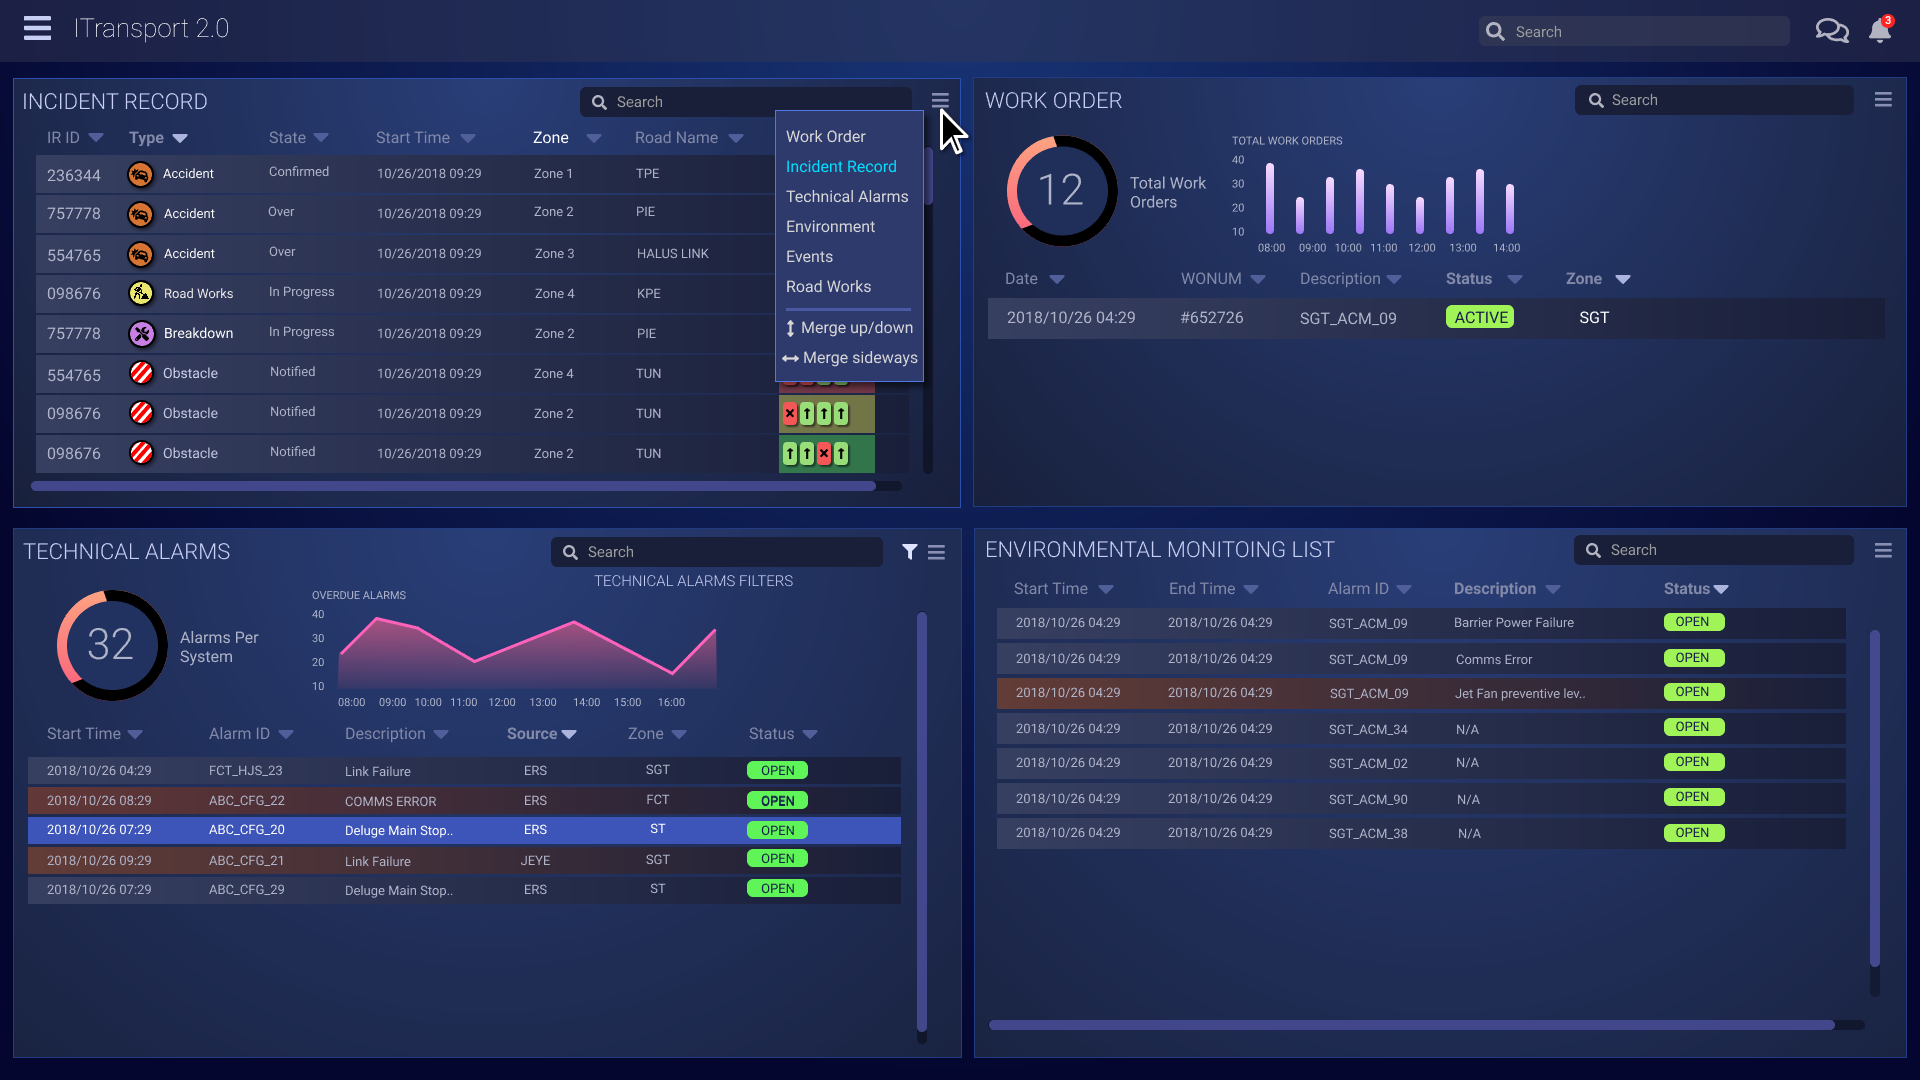 ITransport 2.0
Search
3
INCIDENT RECORD
Search
IR ID Type State Start Time Zone Road Name
236344 Accident Confirmed 10/26/2018 09:29 Zone 1 TPE
757778 Accident Over 10/26/2018 09:29 Zone 2 PIE
554765 Accident Over 10/26/2018 09:29 Zone 3 HALUS LINK
098676 Road Works In Progress 10/26/2018 09:29 Zone 4 KPE
757778 Breakdown In Progress 10/26/2018 09:29 Zone 2 PIE
554765 Obstacle Notified 10/26/2018 09:29 Zone 4 TUN
098676 Obstacle Notified 10/26/2018 09:29 Zone 2 TUN
098676 Obstacle Notified 10/26/2018 09:29 Zone 2 TUN
Work Order
Incident Record
Technical Alarms
Environment
Events
Road Works
Merge up/down
Merge sideways
WORK ORDER
Search
12
Total Work
Orders
TOTAL WORK ORDERS
40
30
20
10
08:00 09:00 10:00 11:00 12:00 13:00 14:00
Date WONUM Description Status Zone
2018/10/26 04:29 #652726 SGT_ACM_09 ACTIVE SGT
TECHNICAL ALARMS
Search
TECHNICAL ALARMS FILTERS
32
Alarms Per
System
OVERDUE ALARMS
40
30
20
10
08:00 09:00 10:00 11:00 12:00 13:00 14:00 15:00 16:00
Start Time Alarm ID Description Source Zone Status
2018/10/26 04:29 FCT_HJS_23 Link Failure ERS SGT OPEN
2018/10/26 08:29 ABC_CFG_22 COMMS ERROR ERS FCT OPEN
2018/10/26 07:29 ABC_CFG_20 Deluge Main Stop.. ERS ST OPEN
2018/10/26 09:29 ABC_CFG_21 Link Failure JEYE SGT OPEN
2018/10/26 07:29 ABC_CFG_29 Deluge Main Stop.. ERS ST OPEN
ENVIRONMENTAL MONITOING LIST
Search
Start Time End Time Alarm ID Description Status
2018/10/26 04:29 2018/10/26 04:29 SGT_ACM_09 Barrier Power Failure OPEN
2018/10/26 04:29 2018/10/26 04:29 SGT_ACM_09 Comms Error OPEN
2018/10/26 04:29 2018/10/26 04:29 SGT_ACM_09 Jet Fan preventive lev.. OPEN
2018/10/26 04:29 2018/10/26 04:29 SGT_ACM_34 N/A OPEN
2018/10/26 04:29 2018/10/26 04:29 SGT_ACM_02 N/A OPEN
2018/10/26 04:29 2018/10/26 04:29 SGT_ACM_90 N/A OPEN
2018/10/26 04:29 2018/10/26 04:29 SGT_ACM_38 N/A OPEN